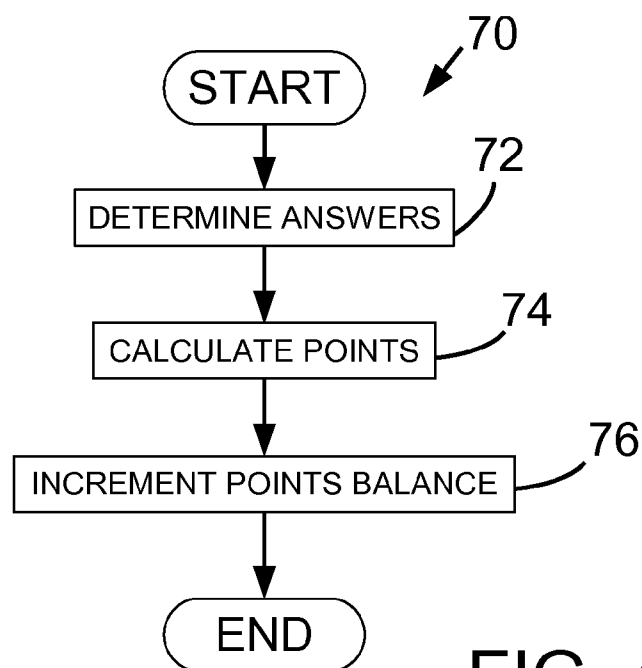 70
START
72
DETERMINE ANSWERS
74
CALCULATE POINTS
76
INCREMENT POINTS BALANCE
END
FIG.